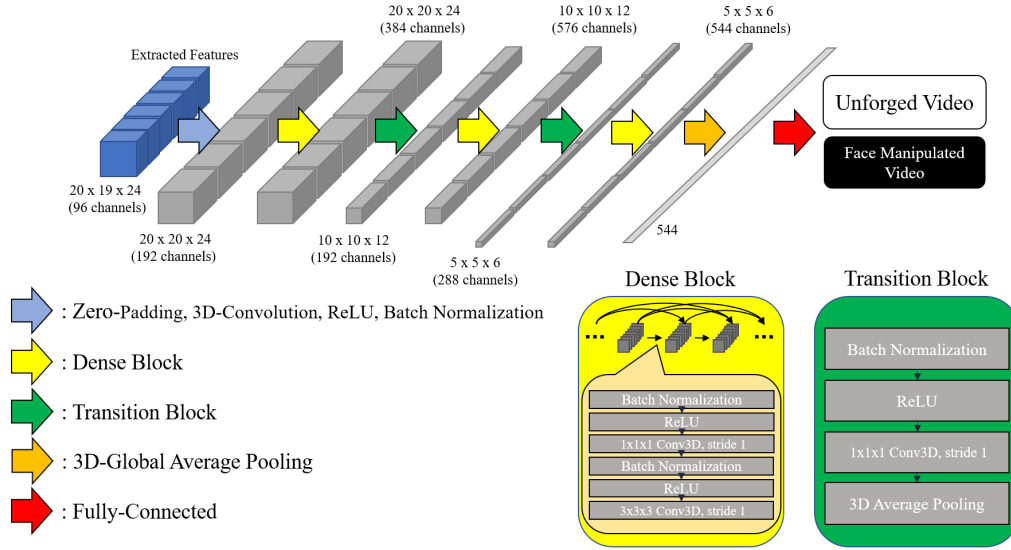 20 x 20 x 24
(384 channels)
10 x 10 x 12
(576 channels)
5 x 5 x 6
(544 channels)
Extracted Features
20 x 19 x 24
(96 channels)
20 x 20 x 24
(192 channels)
10 x 10 x 12
(192 channels)
5 x 5 x 6
(288 channels)
544
Unforged Video
Face Manipulated
Video
: Zero-Padding, 3D-Convolution, ReLU, Batch Normalization
: Dense Block
: Transition Block
: 3D-Global Average Pooling
: Fully-Connected
Dense Block
...
...
Batch Normalization
ReLU
1x1x1 Conv3D, stride 1
Batch Normalization
ReLU
3x3x3 Conv3D, stride 1
Transition Block
Batch Normalization
ReLU
1x1x1 Conv3D, stride 1
3D Average Pooling